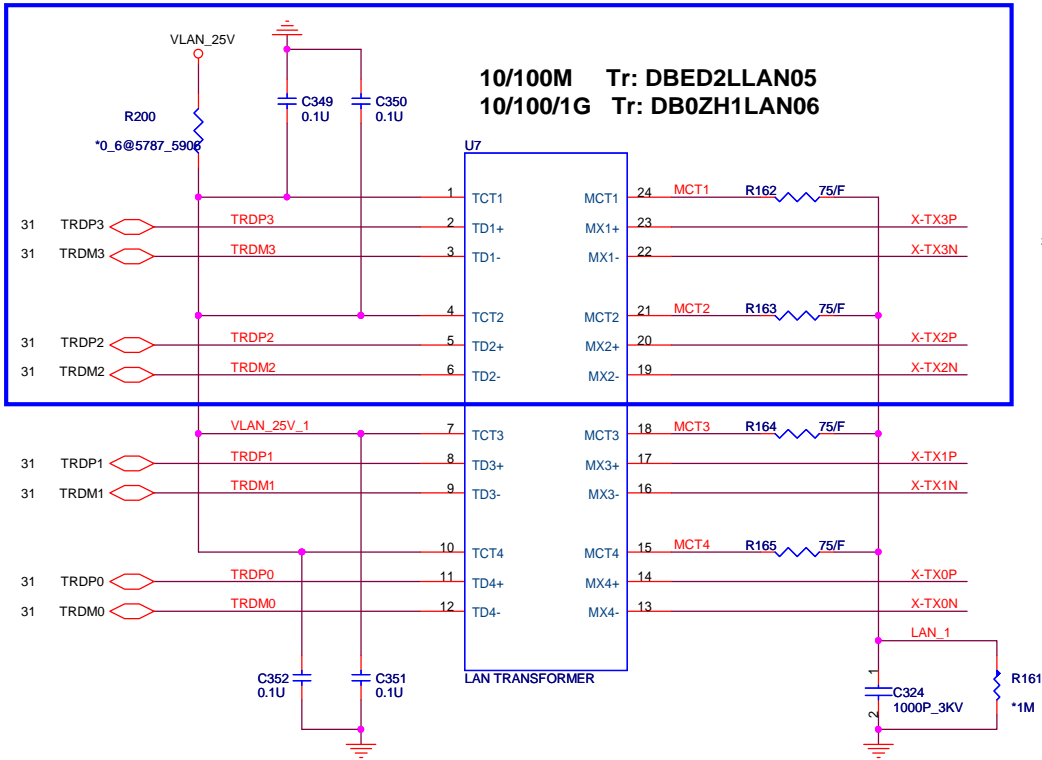 VLAN_25V
C349
0.1U
C350
0.1U
10/100M Tr: DBED2LLAN05
10/100/1G Tr: DB0ZH1LAN06
R200
*0_6@5787_5906
U7
1 TCT1 MCT1 24 MCT1 R162 75/F
31 TRDP3 TRDP3 2 TD1+ MX1+ 23 X-TX3P
31 TRDM3 TRDM3 3 TD1- MX1- 22 X-TX3N
4 TCT2 MCT2 21 MCT2 R163 75/F
31 TRDP2 TRDP2 5 TD2+ MX2+ 20 X-TX2P
31 TRDM2 TRDM2 6 TD2- MX2- 19 X-TX2N
VLAN_25V_1 7 TCT3 MCT3 18 MCT3 R164 75/F
31 TRDP1 TRDP1 8 TD3+ MX3+ 17 X-TX1P
31 TRDM1 TRDM1 9 TD3- MX3- 16 X-TX1N
10 TCT4 MCT4 15 MCT4 R165 75/F
31 TRDP0 TRDP0 11 TD4+ MX4+ 14 X-TX0P
31 TRDM0 TRDM0 12 TD4- MX4- 13 X-TX0N
LAN_1
C352
0.1U
C351
0.1U
LAN TRANSFORMER
1
C324
1000P_3KV
2
R161
*1M